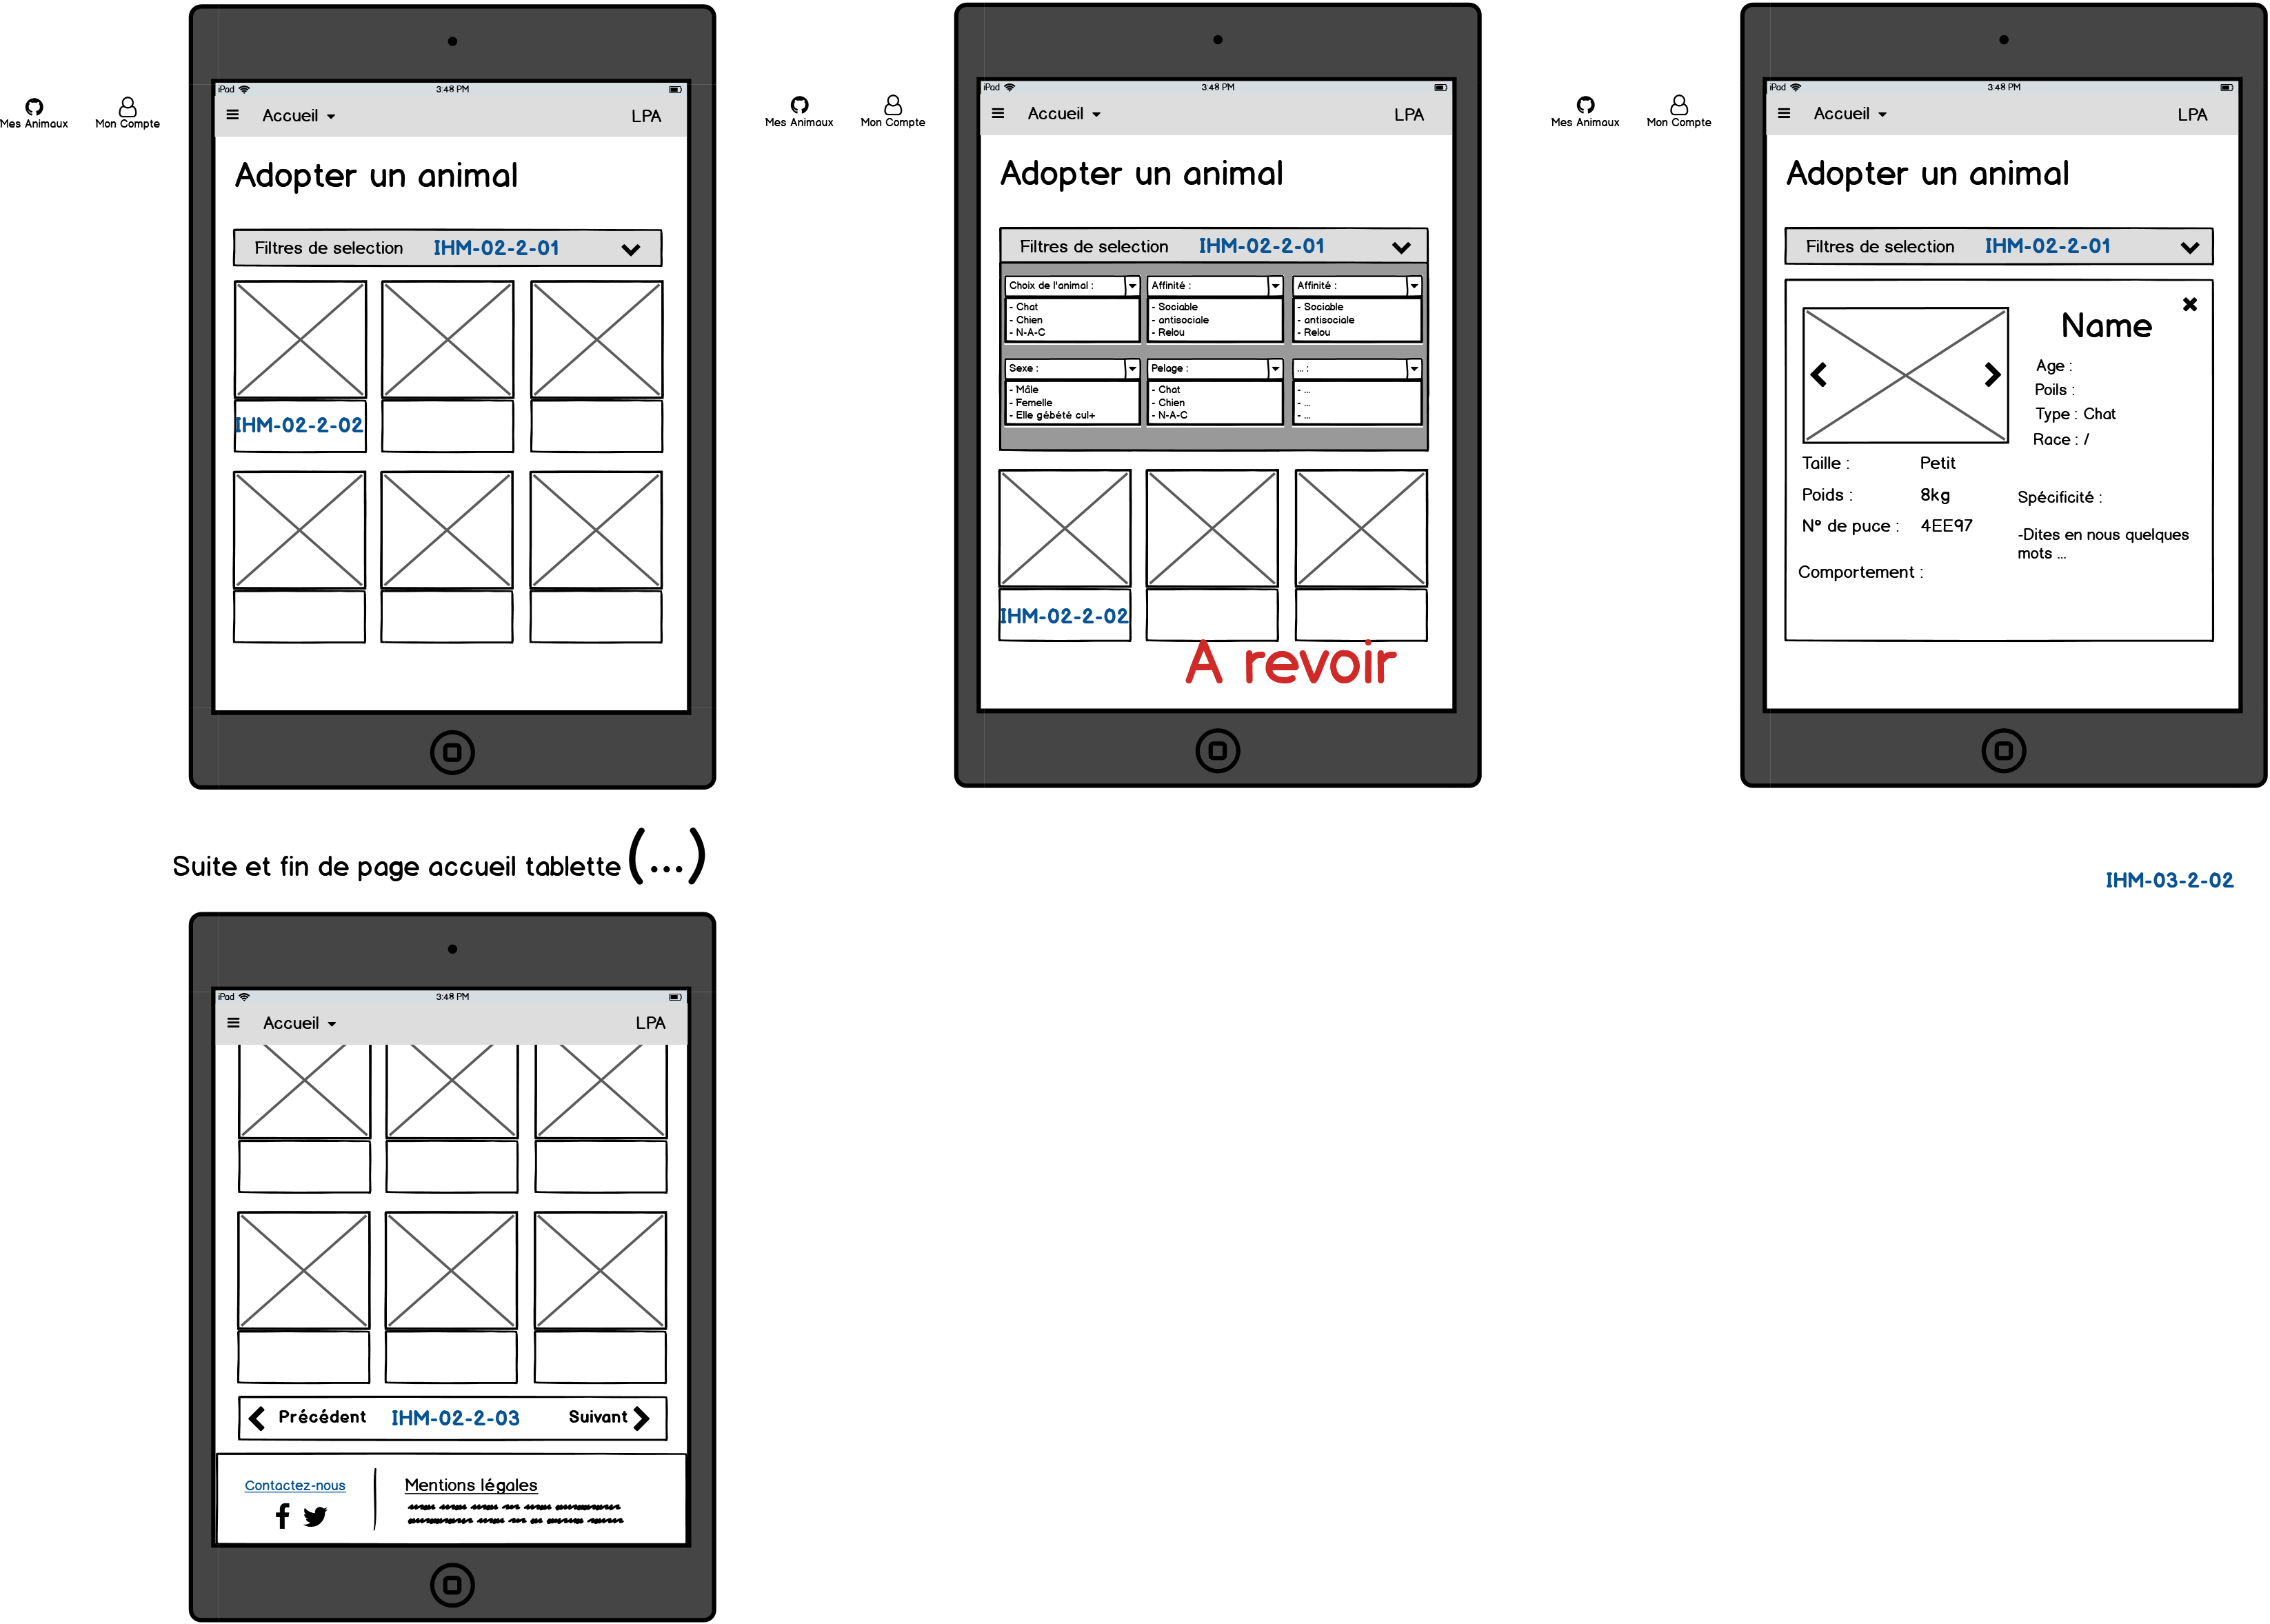 Mes Animaux
Mon Compte
iPad
3:48 PM
Accueil
LPA
Adopter un animal
Filtres de selection
IHM-02-2-01
IHM-02-2-02
Mes Animaux
Mon Compte
iPad
3:48 PM
Accueil
LPA
Adopter un animal
Filtres de selection
IHM-02-2-01
Choix de l'animal :
- Chat
- Chien
- N-A-C
Affinité :
- Sociable
- antisociale
- Relou
Affinité :
- Sociable
- antisociale
- Relou
Sexe :
- Mâle
- Femelle
- Elle gébété cul+
Pelage :
- Chat
- Chien
- N-A-C
... :
- ...
- ...
- ...
IHM-02-2-02
A revoir
Mes Animaux
Mon Compte
iPad
3:48 PM
Accueil
LPA
Adopter un animal
Filtres de selection
IHM-02-2-01
Name
Age :
Poils :
Type : Chat
Race : /
Taille : Petit
Poids : 8kg
N° de puce : 4EE97
Comportement :
Spécificité :
-Dites en nous quelques
mots ...
Suite et fin de page accueil tablette (...)
IHM-03-2-02
iPad
3:48 PM
Accueil
LPA
Précédent
IHM-02-2-03
Suivant
Contactez-nous
Mentions légales